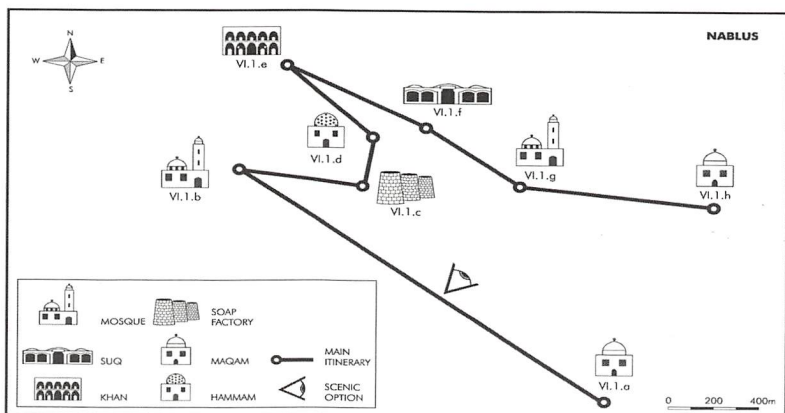 NABLUS
N
W E
S
VI.1.e
VI.1.f
VI.1.d
VI.1.g
VI.1.b
VI.1.c
VI.1.h
VI.1.a
MOSQUE
SOAP
FACTORY
SUQ
MAQAM
MAIN
ITINERARY
KHAN
HAMMAM
SCENIC
OPTION
0 200 400m